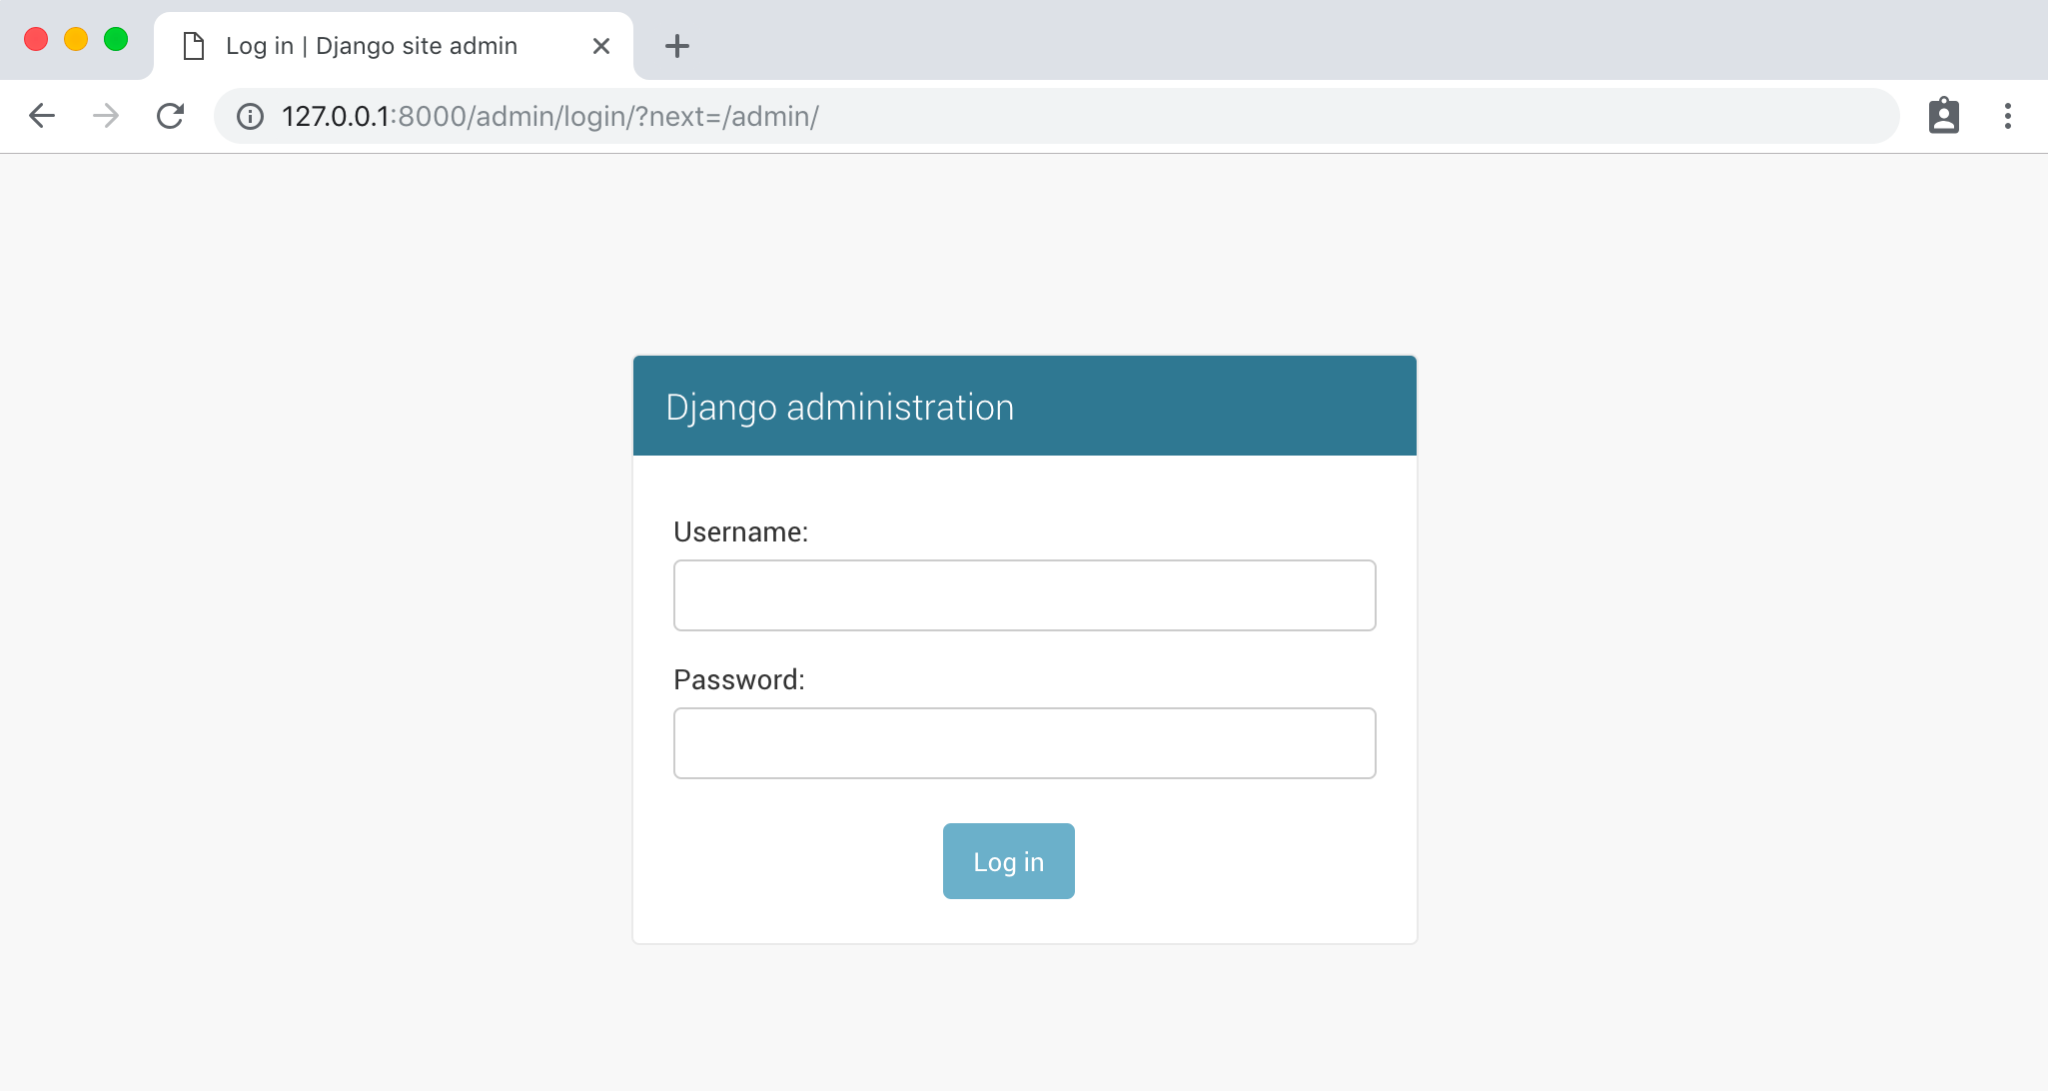 Log in | Django site admin
127.0.0.1:8000/admin/login/?next=/admin/
Django administration
Username:
Password:
Log in